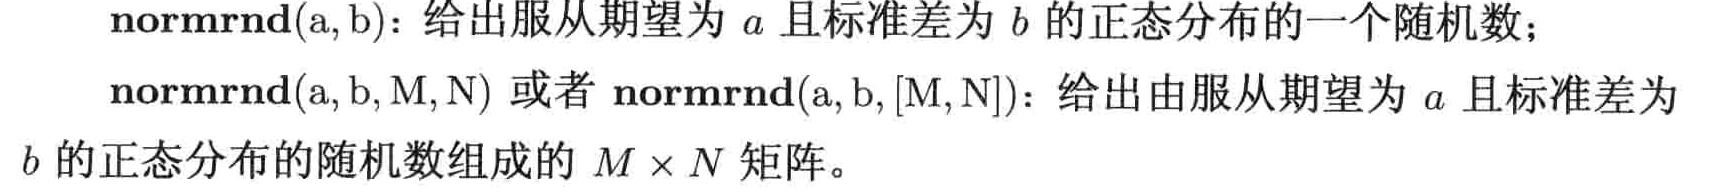 normrnd(a, b): 给出服从期望为 a 且标准差为 b 的正态分布的一个随机数;
normrnd(a, b, M, N) 或者 normrnd(a, b, [M, N]): 给出由服从期望为 a 且标准差为
b 的正态分布的随机数组成的 M × N 矩阵。